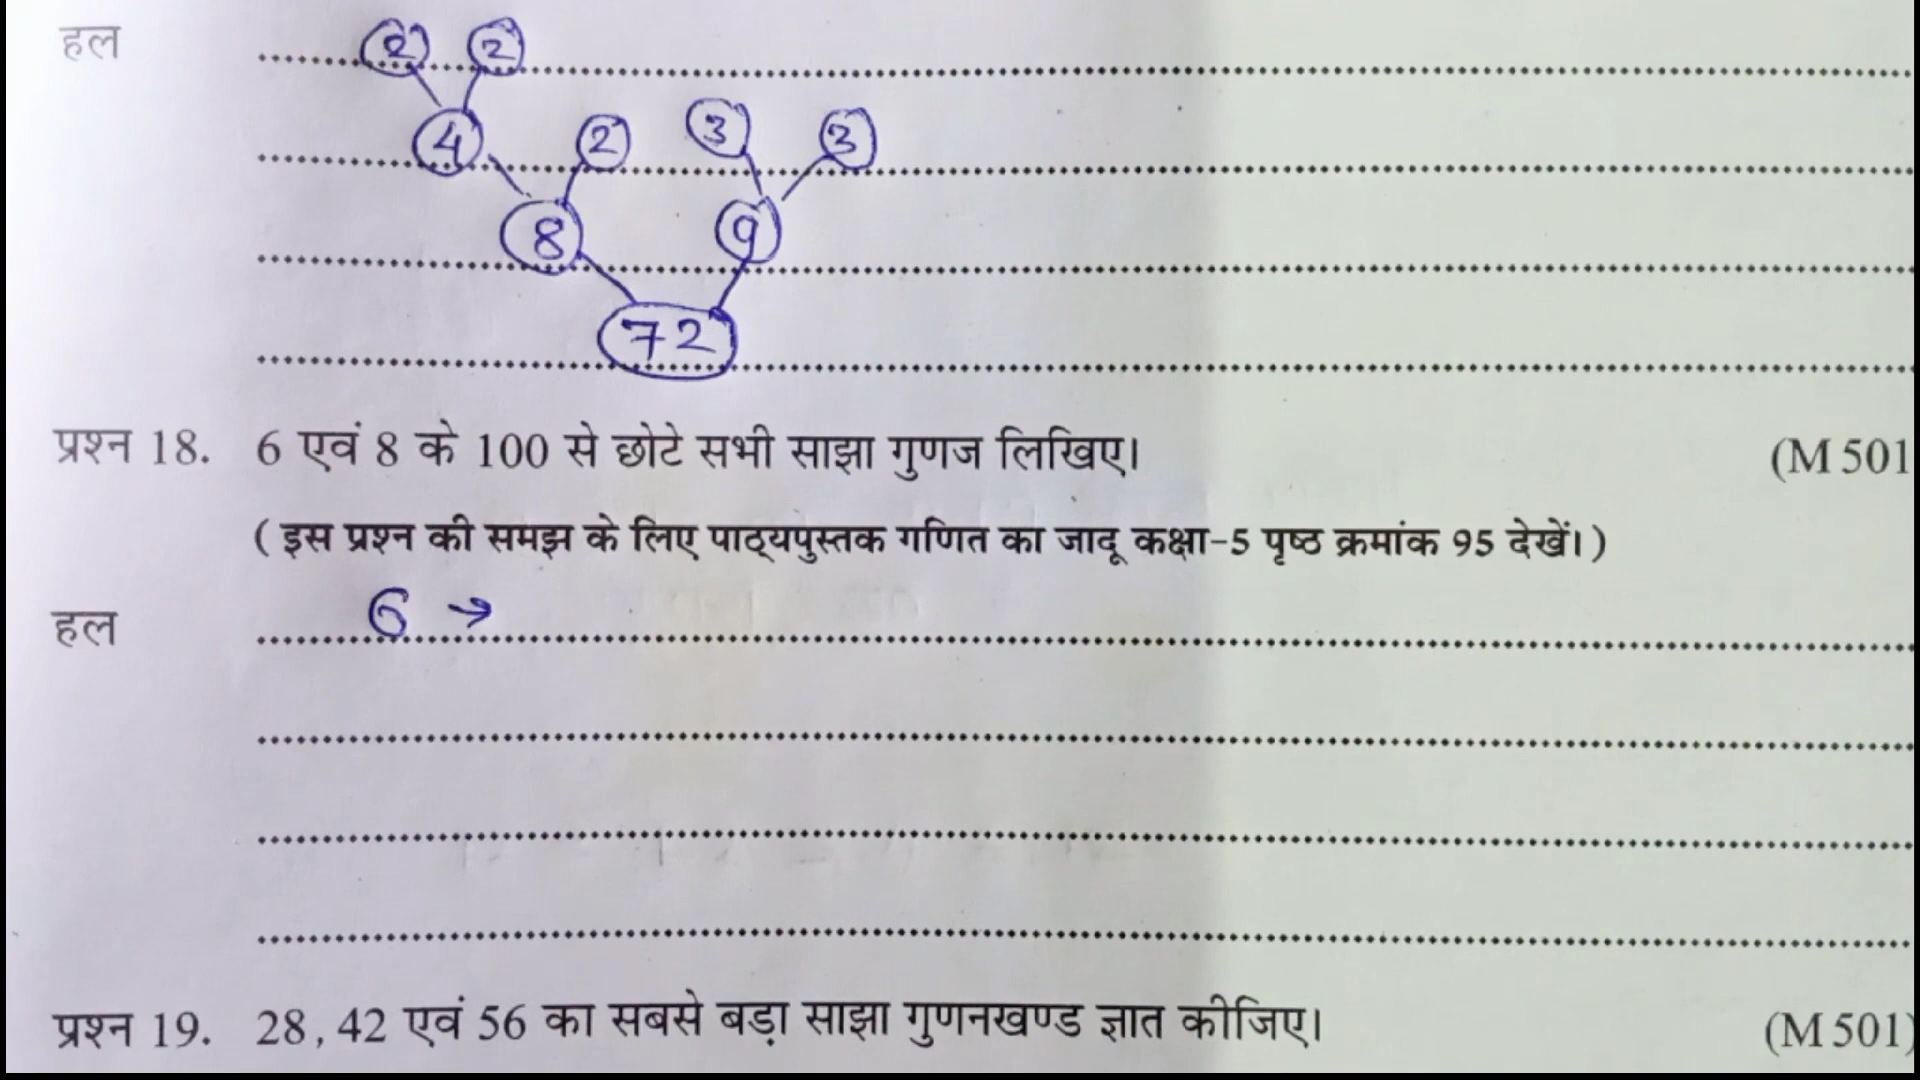 हल
2 2
4 2 3 3
8 9
72
प्रश्न 18. 6 एवं 8 के 100 से छोटे सभी साझा गुणज लिखिए। (M 501
( इस प्रश्न की समझ के लिए पाठ्यपुस्तक गणित का जादू कक्षा-5 पृष्ठ क्रमांक 95 देखें। )
हल 6 →
प्रश्न 19. 28, 42 एवं 56 का सबसे बड़ा साझा गुणनखण्ड ज्ञात कीजिए। (M 501)